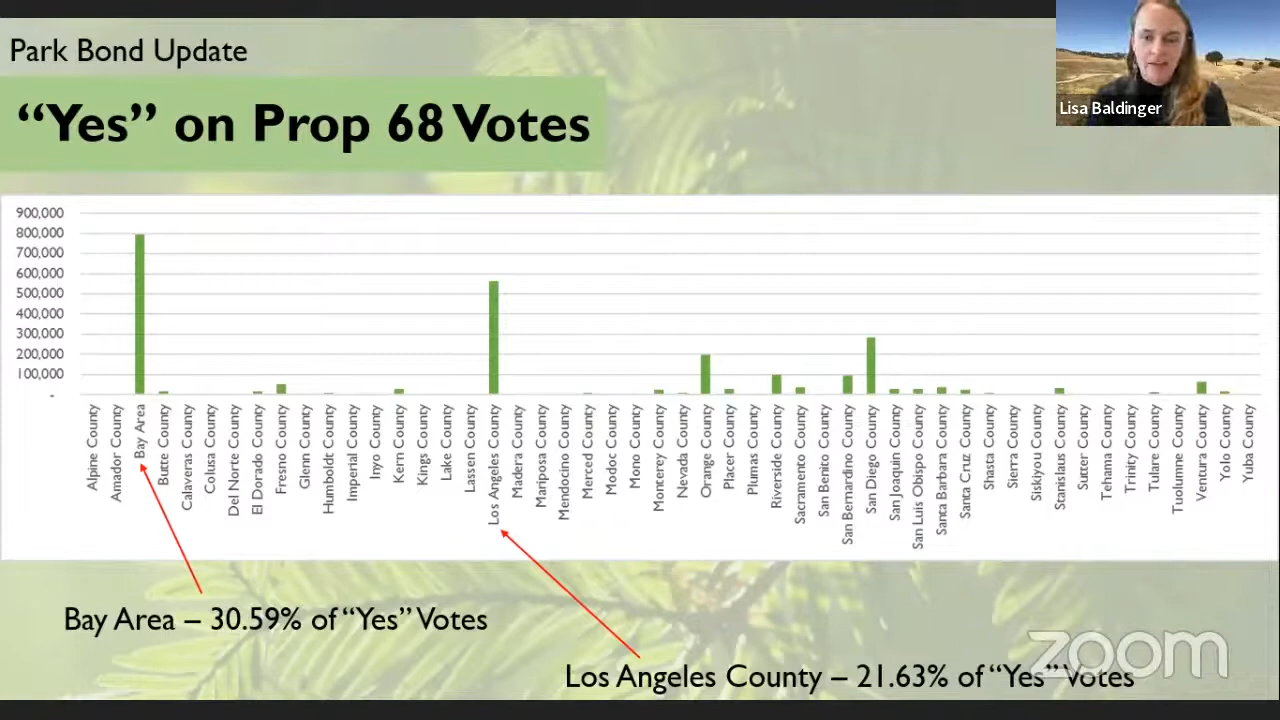 Park Bond Update
“Yes” on Prop 68 Votes
Lisa Baldinger
900,000
800,000
700,000
600,000
500,000
400,000
300,000
200,000
100,000
-
Alpine County
Amador County
Bay Area
Butte County
Calaveras County
Colusa County
Del Norte County
El Dorado County
Fresno County
Glenn County
Humboldt County
Imperial County
Inyo County
Kern County
Kings County
Lake County
Lassen County
Los Angeles County
Madera County
Mariposa County
Mendocino County
Merced County
Modoc County
Mono County
Monterey County
Nevada County
Orange County
Placer County
Plumas County
Riverside County
Sacramento County
San Benito County
San Bernardino County
San Diego County
San Joaquin County
San Luis Obispo County
Santa Barbara County
Santa Cruz County
Shasta County
Sierra County
Siskiyou County
Stanislaus County
Sutter County
Tehama County
Trinity County
Tulare County
Tuolumne County
Ventura County
Yolo County
Yuba County
Bay Area – 30.59% of “Yes” Votes
Los Angeles County – 21.63% of “Yes” Votes
zoom